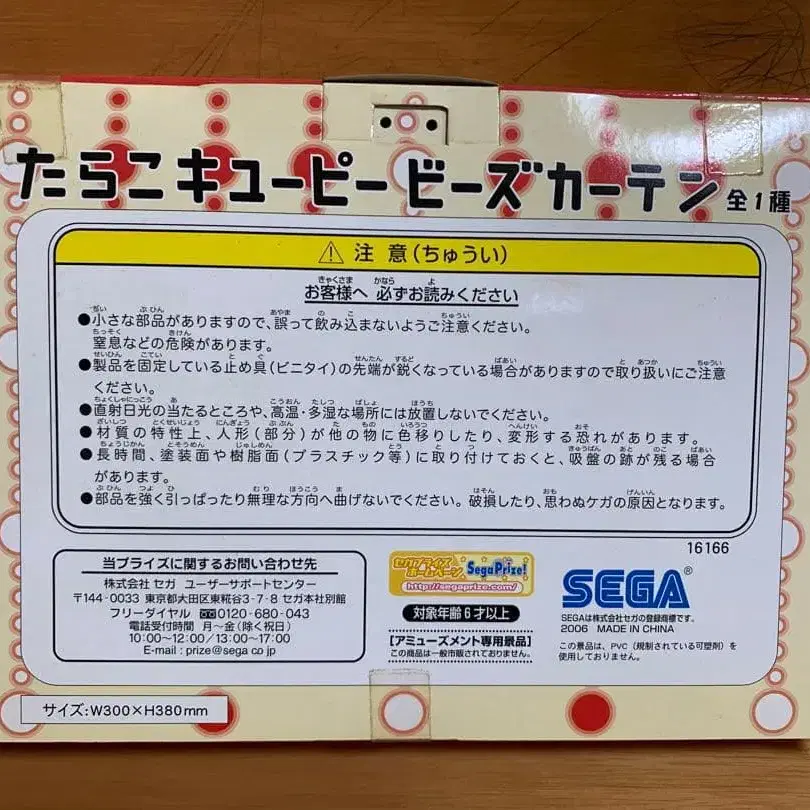 たらこキューピービーズカーテン 全1種
⚠ 注意(ちゅうい)
お客様へ 必ずお読みください
●小さな部品がありますので、誤って飲み込まないようご注意ください。
窒息などの危険があります。
●製品を固定している止め具(ビニタイ)の先端が鋭くなっている場合がありますので取り扱いにご注意
ください。
●直射日光の当たるところや、高温・多湿な場所には放置しないでください。
●材質の特性上、人形(部分)が他の物に色移りしたり、変形する恐れがあります。
●長時間、塗装面や樹脂面(プラスチック等)に取り付けておくと、吸盤の跡が残る場合
があります。
●部品を強く引っぱったり無理な方向へ曲げないでください。破損したり、思わぬケガの原因となります。
16166
当プライズに関するお問い合わせ先
株式会社 セガ ユーザーサポートセンター
〒144-0033 東京都大田区東糀谷3-7-8 セガ本社別館
フリーダイヤル 0120-680-043
電話受付時間 月〜金(除く祝日)
10:00〜12:00/13:00〜17:00
E-mail : prize@sega.co.jp
セガプライズ
ホームページ SegaPrize!
http://segaprize.com/
対象年齢6才以上
[アミューズメント専用景品]
この商品は一般市販されておりません。
SEGA®
SEGAは株式会社セガの登録商標です。
2006 MADE IN CHINA
この景品は、PVC(規制されている可塑剤)を
使用しておりません。
サイズ:W300×H380mm